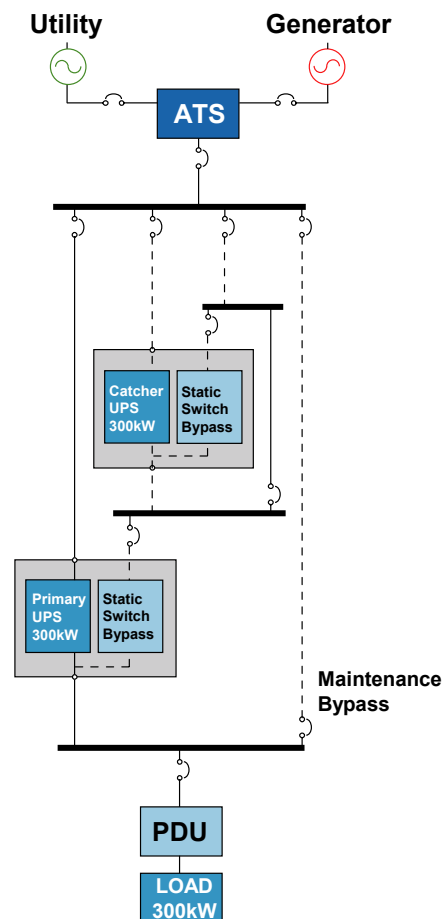 Utility
Generator
ATS
Catcher
UPS
300kW
Static
Switch
Bypass
Primary
UPS
300kW
Static
Switch
Bypass
Maintenance
Bypass
PDU
LOAD
300kW